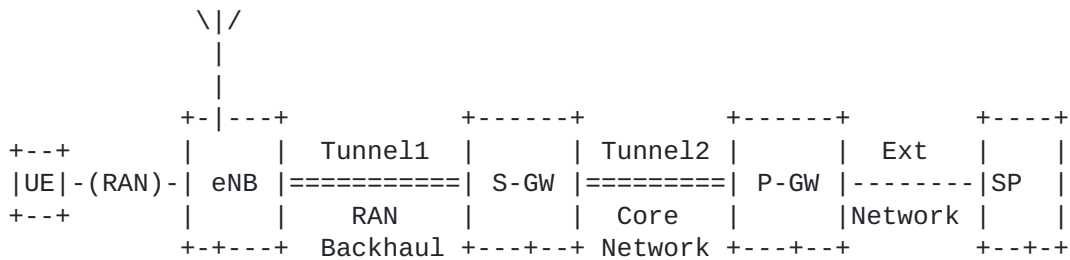 \|/
|
|
+-|---+ +------+ +------+ +----+
+--+ | | Tunnel1 | | Tunnel2 | | Ext | |
|UE|-(RAN)-| eNB |===========| S-GW |=========| P-GW |--------|SP |
+--+ | | RAN | | Core | |Network | |
+-+---+ Backhaul +---+--+ Network +---+--+ +--+-+